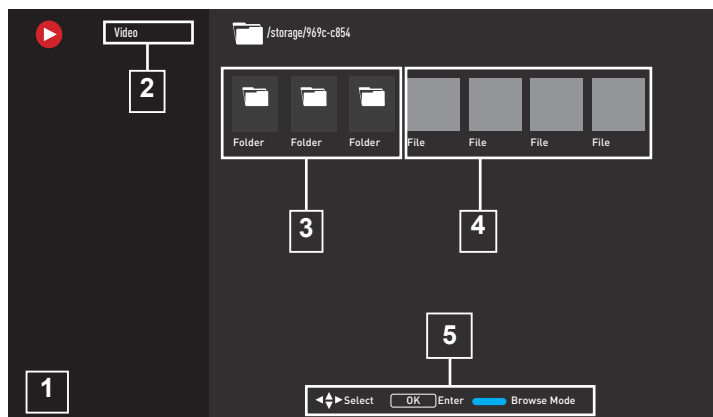 Video
/storage/969c-c854
2
Folder Folder Folder File File File File
3 4
5
1
Select OK Enter Browse Mode